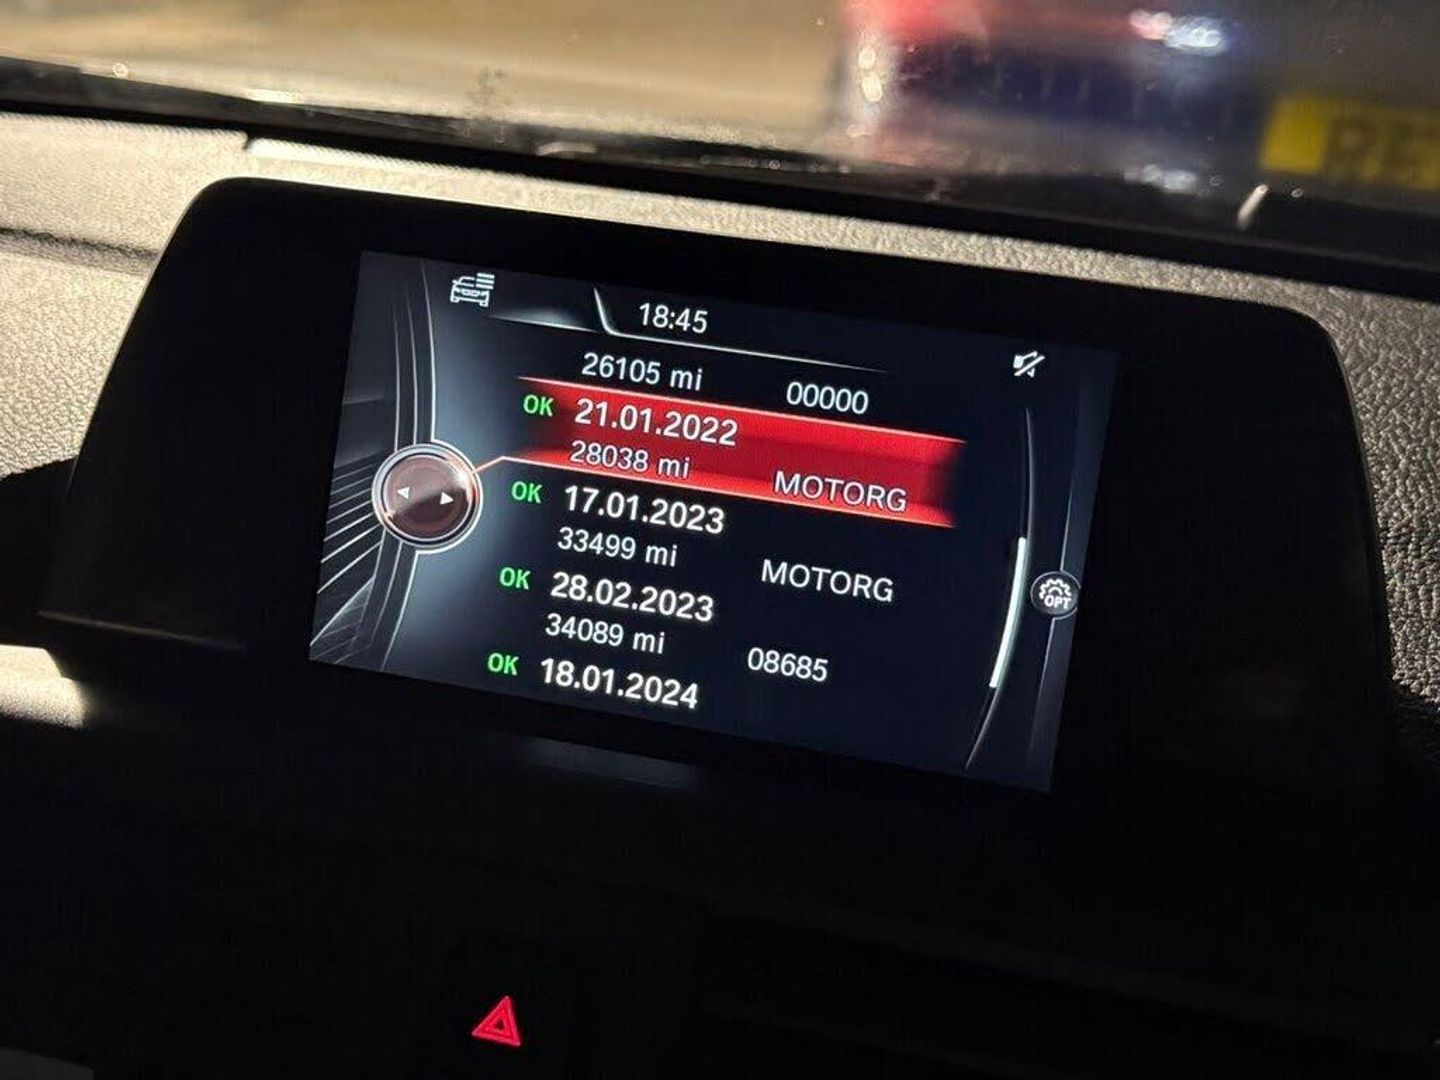 18:45
26105 mi 00000
OK 21.01.2022
28038 mi MOTORG
OK 17.01.2023
33499 mi MOTORG
OK 28.02.2023
34089 mi 08685
OK 18.01.2024
OPT